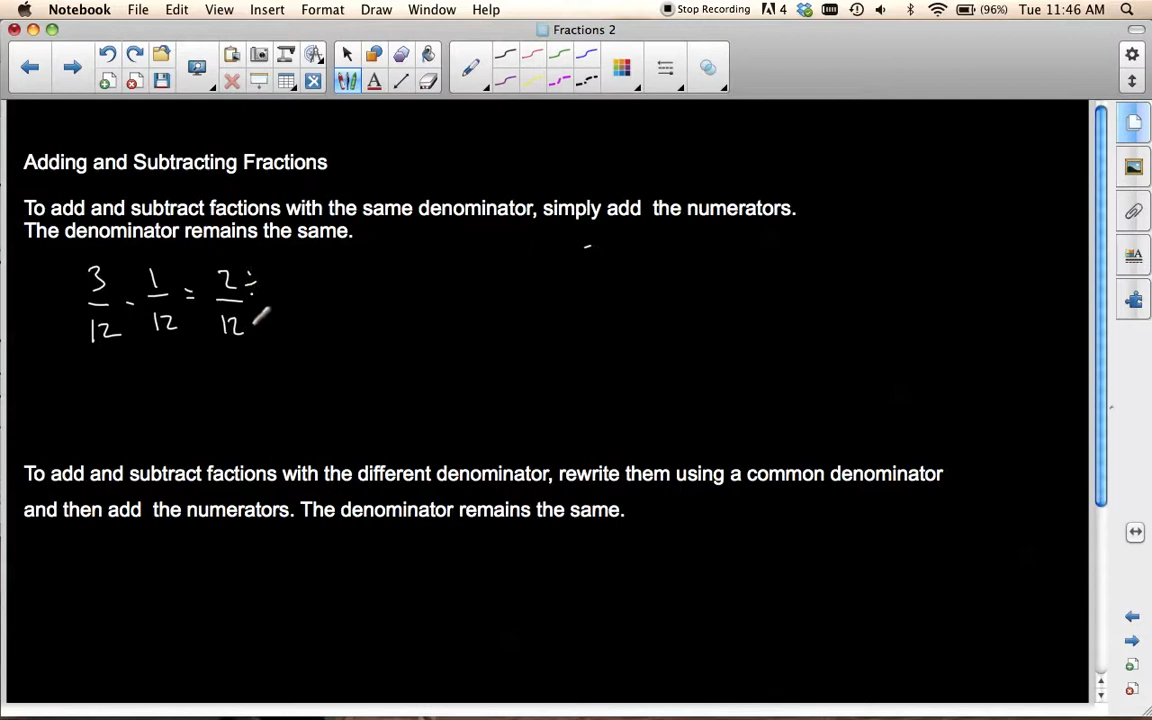 Notebook File Edit View Insert Format Draw Window Help Stop Recording 4 (96%) Tue 11:46 AM
Fractions 2
Adding and Subtracting Fractions
To add and subtract factions with the same denominator, simply add the numerators.
The denominator remains the same.
3/12 - 1/12 = 2/12 ÷
To add and subtract factions with the different denominator, rewrite them using a common denominator
and then add the numerators. The denominator remains the same.